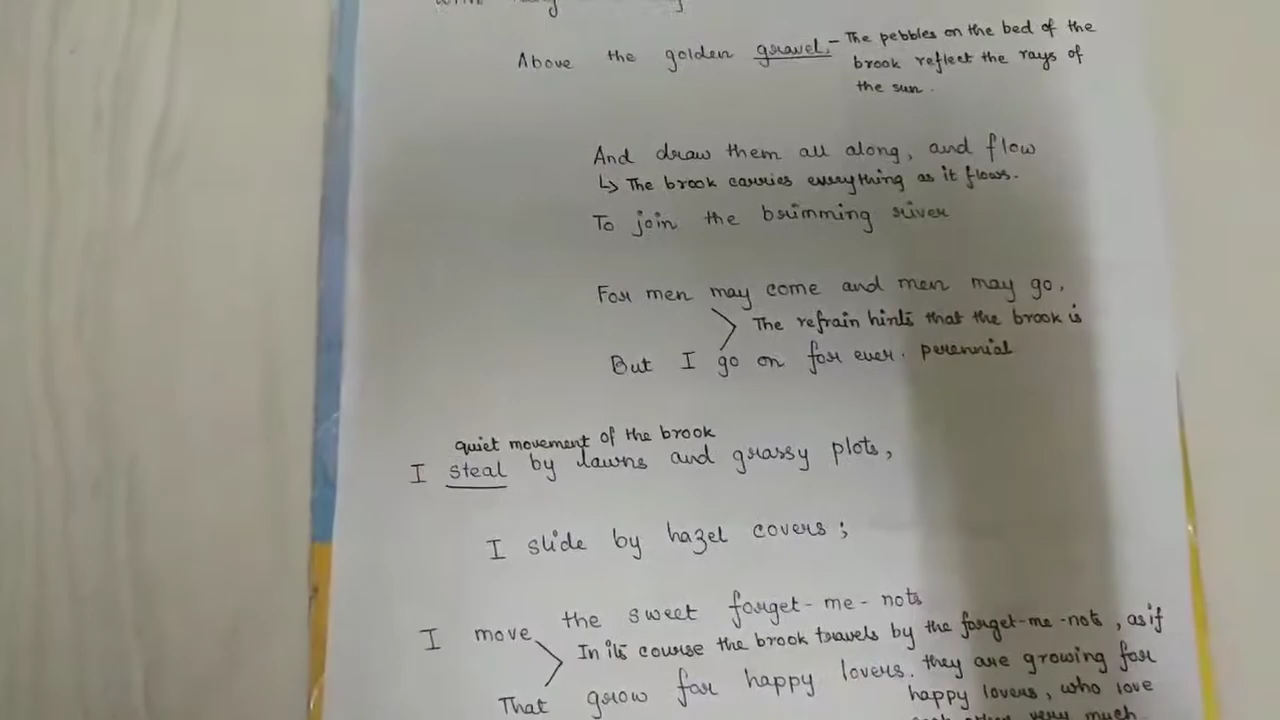 Above the golden gravel, - The pebbles on the bed of the
brook reflect the rays of
the sun.
And draw them all along, and flow
↳ The brook carries everything as it flows.
To join the brimming river
For men may come and men may go,
The refrain hints that the brook is
But I go on for ever. perennial
quiet movement of the brook
I steal by lawns and grassy plots,
I slide by hazel covers;
I move the sweet forget-me-nots
In its course the brook travels by the forget-me-nots, as if
That grow for happy lovers. they are growing for
happy lovers, who love
very much